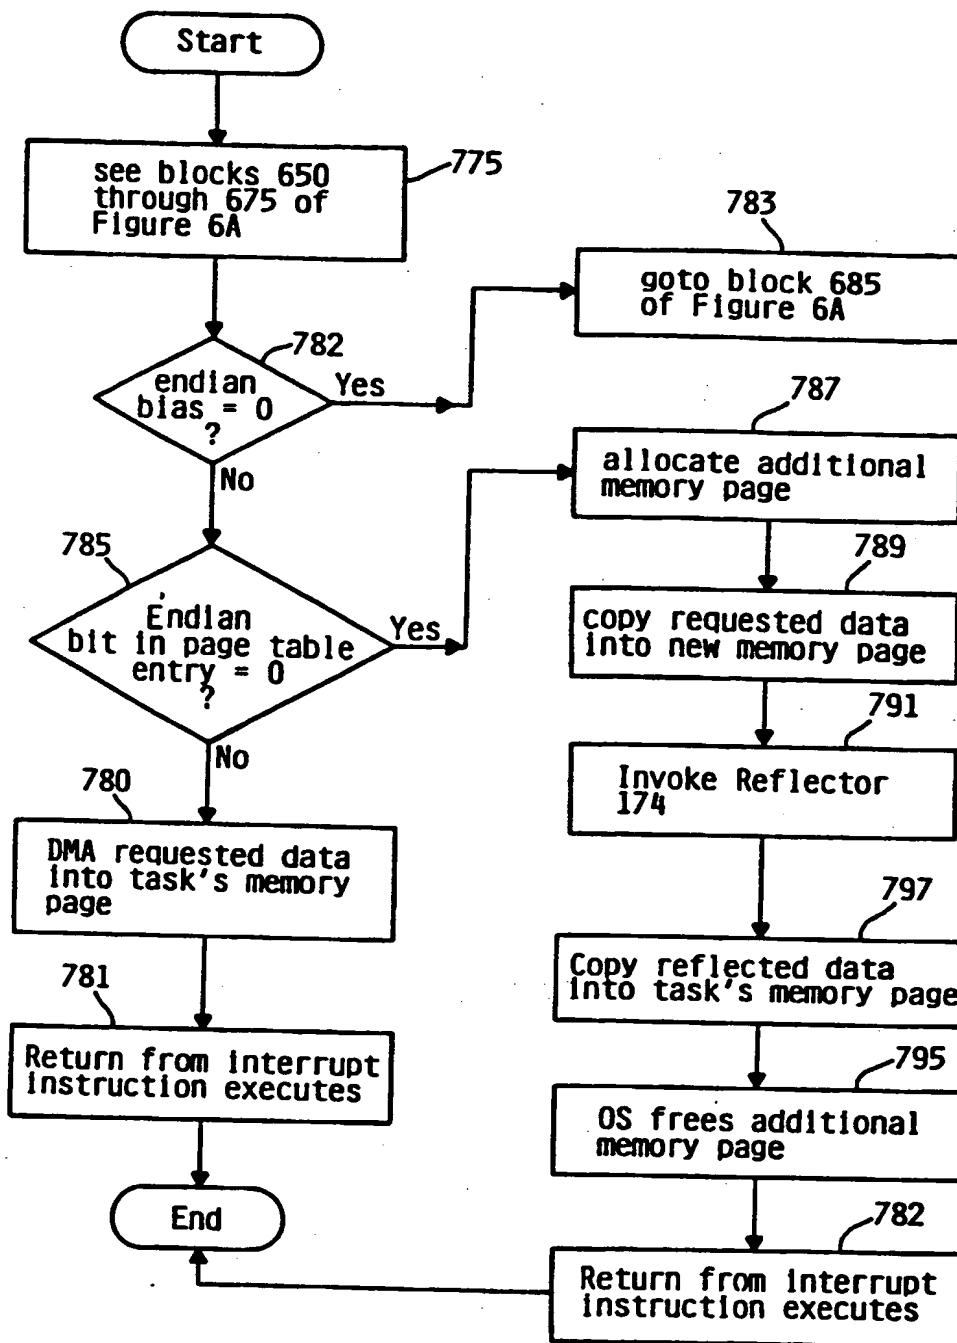 Start
see blocks 650
through 675 of
Figure 6A
775
783
goto block 685
of Figure 6A
782
endian
bias = 0
?
Yes
No
787
allocate additional
memory page
785
Endian
bit in page table
entry = 0
?
Yes
No
789
copy requested data
into new memory page
791
Invoke Reflector
174
780
DMA requested data
into task's memory
page
797
Copy reflected data
into task's memory page
781
Return from interrupt
instruction executes
795
OS frees additional
memory page
End
782
Return from interrupt
instruction executes